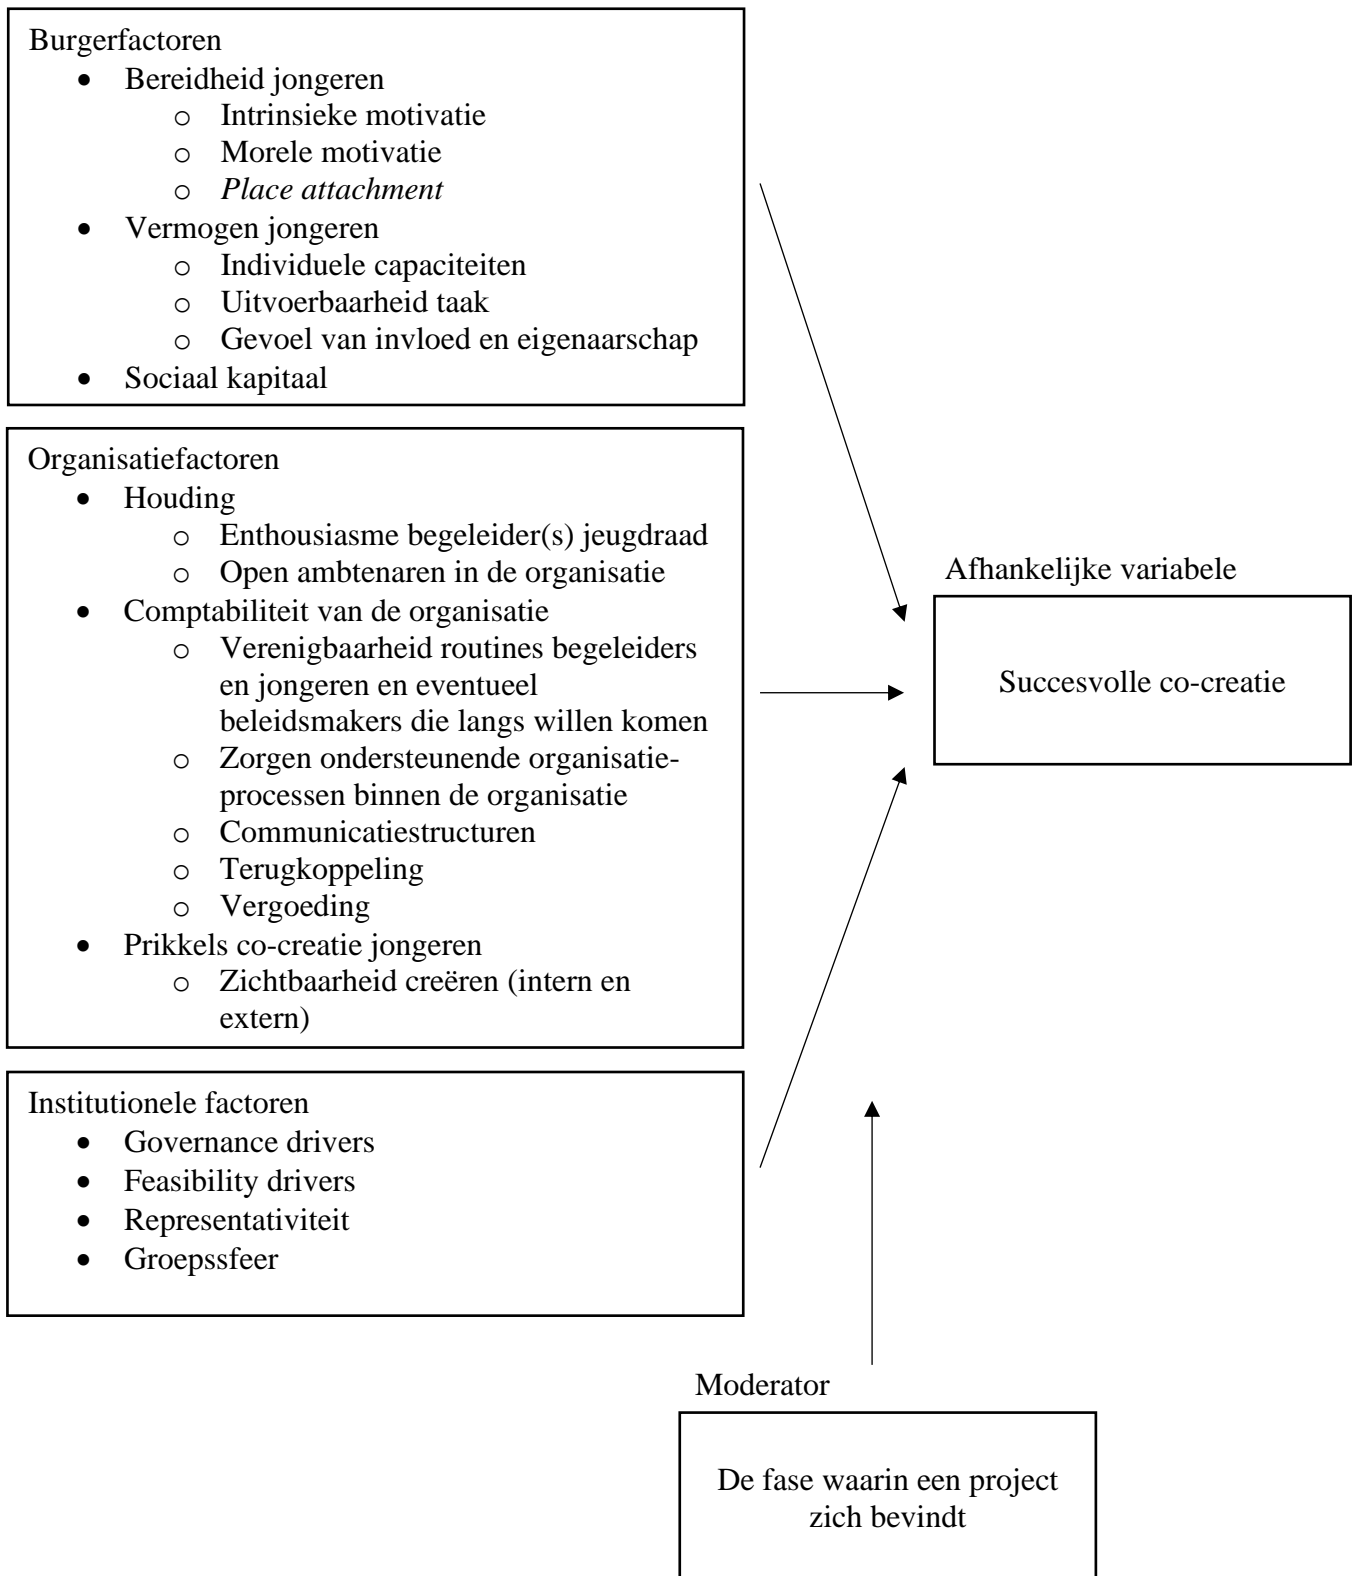 Burgerfactoren
• Bereidheid jongeren
o Intrinsieke motivatie
o Morele motivatie
o Place attachment
• Vermogen jongeren
o Individuele capaciteiten
o Uitvoerbaarheid taak
o Gevoel van invloed en eigenaarschap
• Sociaal kapitaal
Organisatiefactoren
• Houding
o Enthousiasme begeleider(s) jeugdraad
o Open ambtenaren in de organisatie
• Comptabiliteit van de organisatie
o Verenigbaarheid routines begeleiders
en jongeren en eventueel
beleidsmakers die langs willen komen
o Zorgen ondersteunende organisatie-
processen binnen de organisatie
o Communicatiestructuren
o Terugkoppeling
o Vergoeding
• Prikkels co-creatie jongeren
o Zichtbaarheid creëren (intern en
extern)
Institutionele factoren
• Governance drivers
• Feasibility drivers
• Representativiteit
• Groepssfeer
Afhankelijke variabele
Succesvolle co-creatie
Moderator
De fase waarin een project
zich bevindt